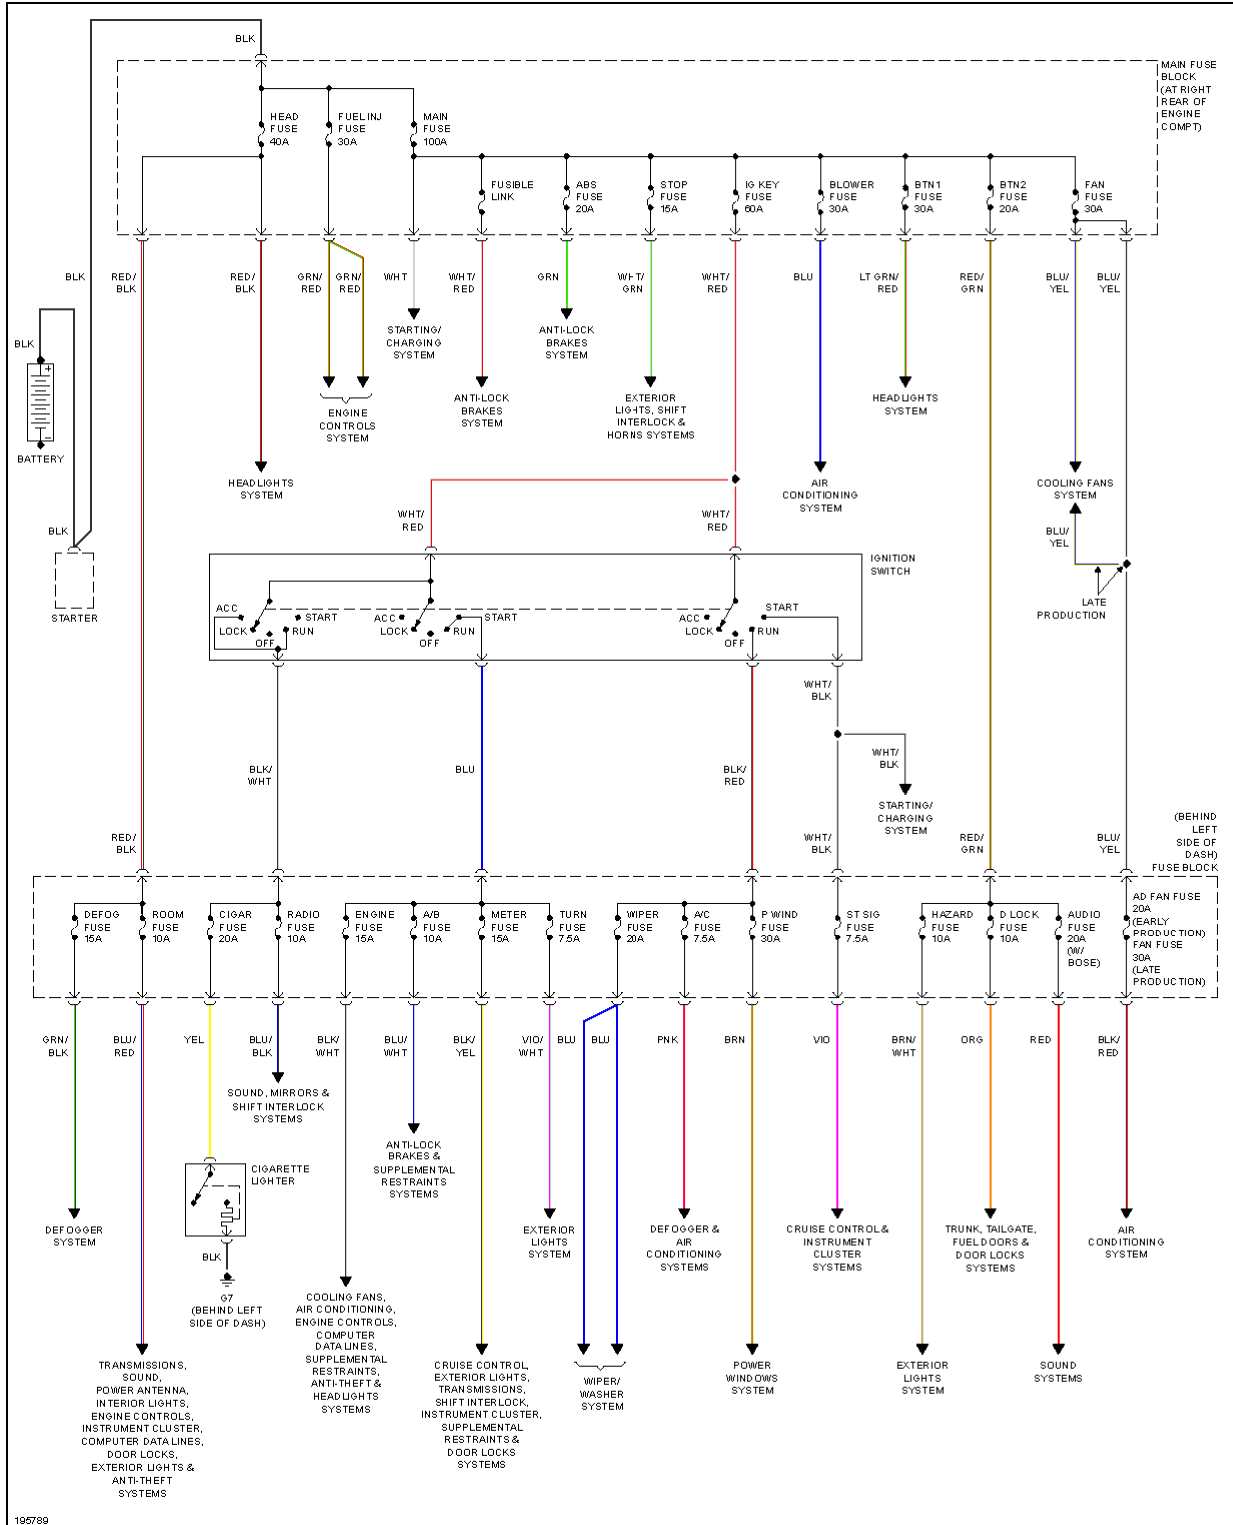 BLK
MAIN FUSE
BLOCK
(AT RIGHT
REAR OF
ENGINE
COMPT)
HEAD
FUSE
40A
FUEL INJ
FUSE
30A
MAIN
FUSE
100A
FUSIBLE
LINK
ABS
FUSE
20A
STOP
FUSE
15A
IG KEY
FUSE
60A
BLOWER
FUSE
30A
BTN1
FUSE
30A
BTN2
FUSE
20A
FAN
FUSE
30A
BLK
RED/
BLK
RED/
BLK
GRN/
RED
GRN/
RED
WHT
WHT/
RED
GRN
WHT/
GRN
WHT/
RED
BLU
LT GRN/
RED
RED/
GRN
BLU/
YEL
BLU/
YEL
BLK
+
-
BATTERY
STARTING/
CHARGING
SYSTEM
ANTI-LOCK
BRAKES
SYSTEM
ENGINE
CONTROLS
SYSTEM
ANTI-LOCK
BRAKES
SYSTEM
EXTERIOR
LIGHTS, SHIFT
INTERLOCK &
HORNS SYSTEMS
HEADLIGHTS
SYSTEM
HEADLIGHTS
SYSTEM
AIR
CONDITIONING
SYSTEM
COOLING FANS
SYSTEM
BLK
STARTER
WHT/
RED
WHT/
RED
BLU/
YEL
LATE
PRODUCTION
IGNITION
SWITCH
ACC
LOCK
OFF
RUN
START
ACC
LOCK
OFF
RUN
START
ACC
LOCK
OFF
RUN
START
BLK/
WHT
BLU
BLK/
RED
WHT/
BLK
WHT/
BLK
STARTING/
CHARGING
SYSTEM
RED/
BLK
WHT/
BLK
RED/
GRN
BLU/
YEL
(BEHIND
LEFT
SIDE OF
DASH)
FUSE BLOCK
DEFOG
FUSE
15A
ROOM
FUSE
10A
CIGAR
FUSE
20A
RADIO
FUSE
10A
ENGINE
FUSE
15A
A/B
FUSE
10A
METER
FUSE
15A
TURN
FUSE
7.5A
WIPER
FUSE
20A
A/C
FUSE
7.5A
P WIND
FUSE
30A
ST SIG
FUSE
7.5A
HAZARD
FUSE
10A
D LOCK
FUSE
10A
AUDIO
FUSE
20A
(W/
BOSE)
AD FAN FUSE
20A
(EARLY
PRODUCTION)
FAN FUSE
30A
(LATE
PRODUCTION)
GRN/
BLK
BLU/
RED
YEL
BLU/
BLK
BLK/
WHT
BLU/
WHT
BLK/
YEL
VIO/
WHT
BLU
BLU
PNK
BRN
VIO
BRN/
WHT
ORG
RED
BLK/
RED
SOUND, MIRRORS &
SHIFT INTERLOCK
SYSTEMS
ANTI-LOCK
BRAKES &
SUPPLEMENTAL
RESTRAINTS
SYSTEMS
CIGARETTE
LIGHTER
BLK
G7
(BEHIND LEFT
SIDE OF DASH)
DEFOGGER
SYSTEM
EXTERIOR
LIGHTS
SYSTEM
DEFOGGER &
AIR
CONDITIONING
SYSTEMS
CRUISE CONTROL &
INSTRUMENT
CLUSTER
SYSTEMS
TRUNK, TAILGATE,
FUEL DOORS &
DOOR LOCKS
SYSTEMS
AIR
CONDITIONING
SYSTEM
COOLING FANS,
AIR CONDITIONING,
ENGINE CONTROLS,
COMPUTER
DATA LINES,
SUPPLEMENTAL
RESTRAINTS,
ANTI-THEFT &
HEADLIGHTS
SYSTEMS
TRANSMISSIONS,
SOUND,
POWER ANTENNA,
INTERIOR LIGHTS,
ENGINE CONTROLS,
INSTRUMENT CLUSTER,
COMPUTER DATA LINES,
DOOR LOCKS,
EXTERIOR LIGHTS &
ANTI-THEFT
SYSTEMS
CRUISE CONTROL,
EXTERIOR LIGHTS,
TRANSMISSIONS,
SHIFT INTERLOCK,
INSTRUMENT CLUSTER,
SUPPLEMENTAL
RESTRAINTS &
DOOR LOCKS
SYSTEMS
WIPER/
WASHER
SYSTEM
POWER
WINDOWS
SYSTEM
EXTERIOR
LIGHTS
SYSTEM
SOUND
SYSTEMS
195789